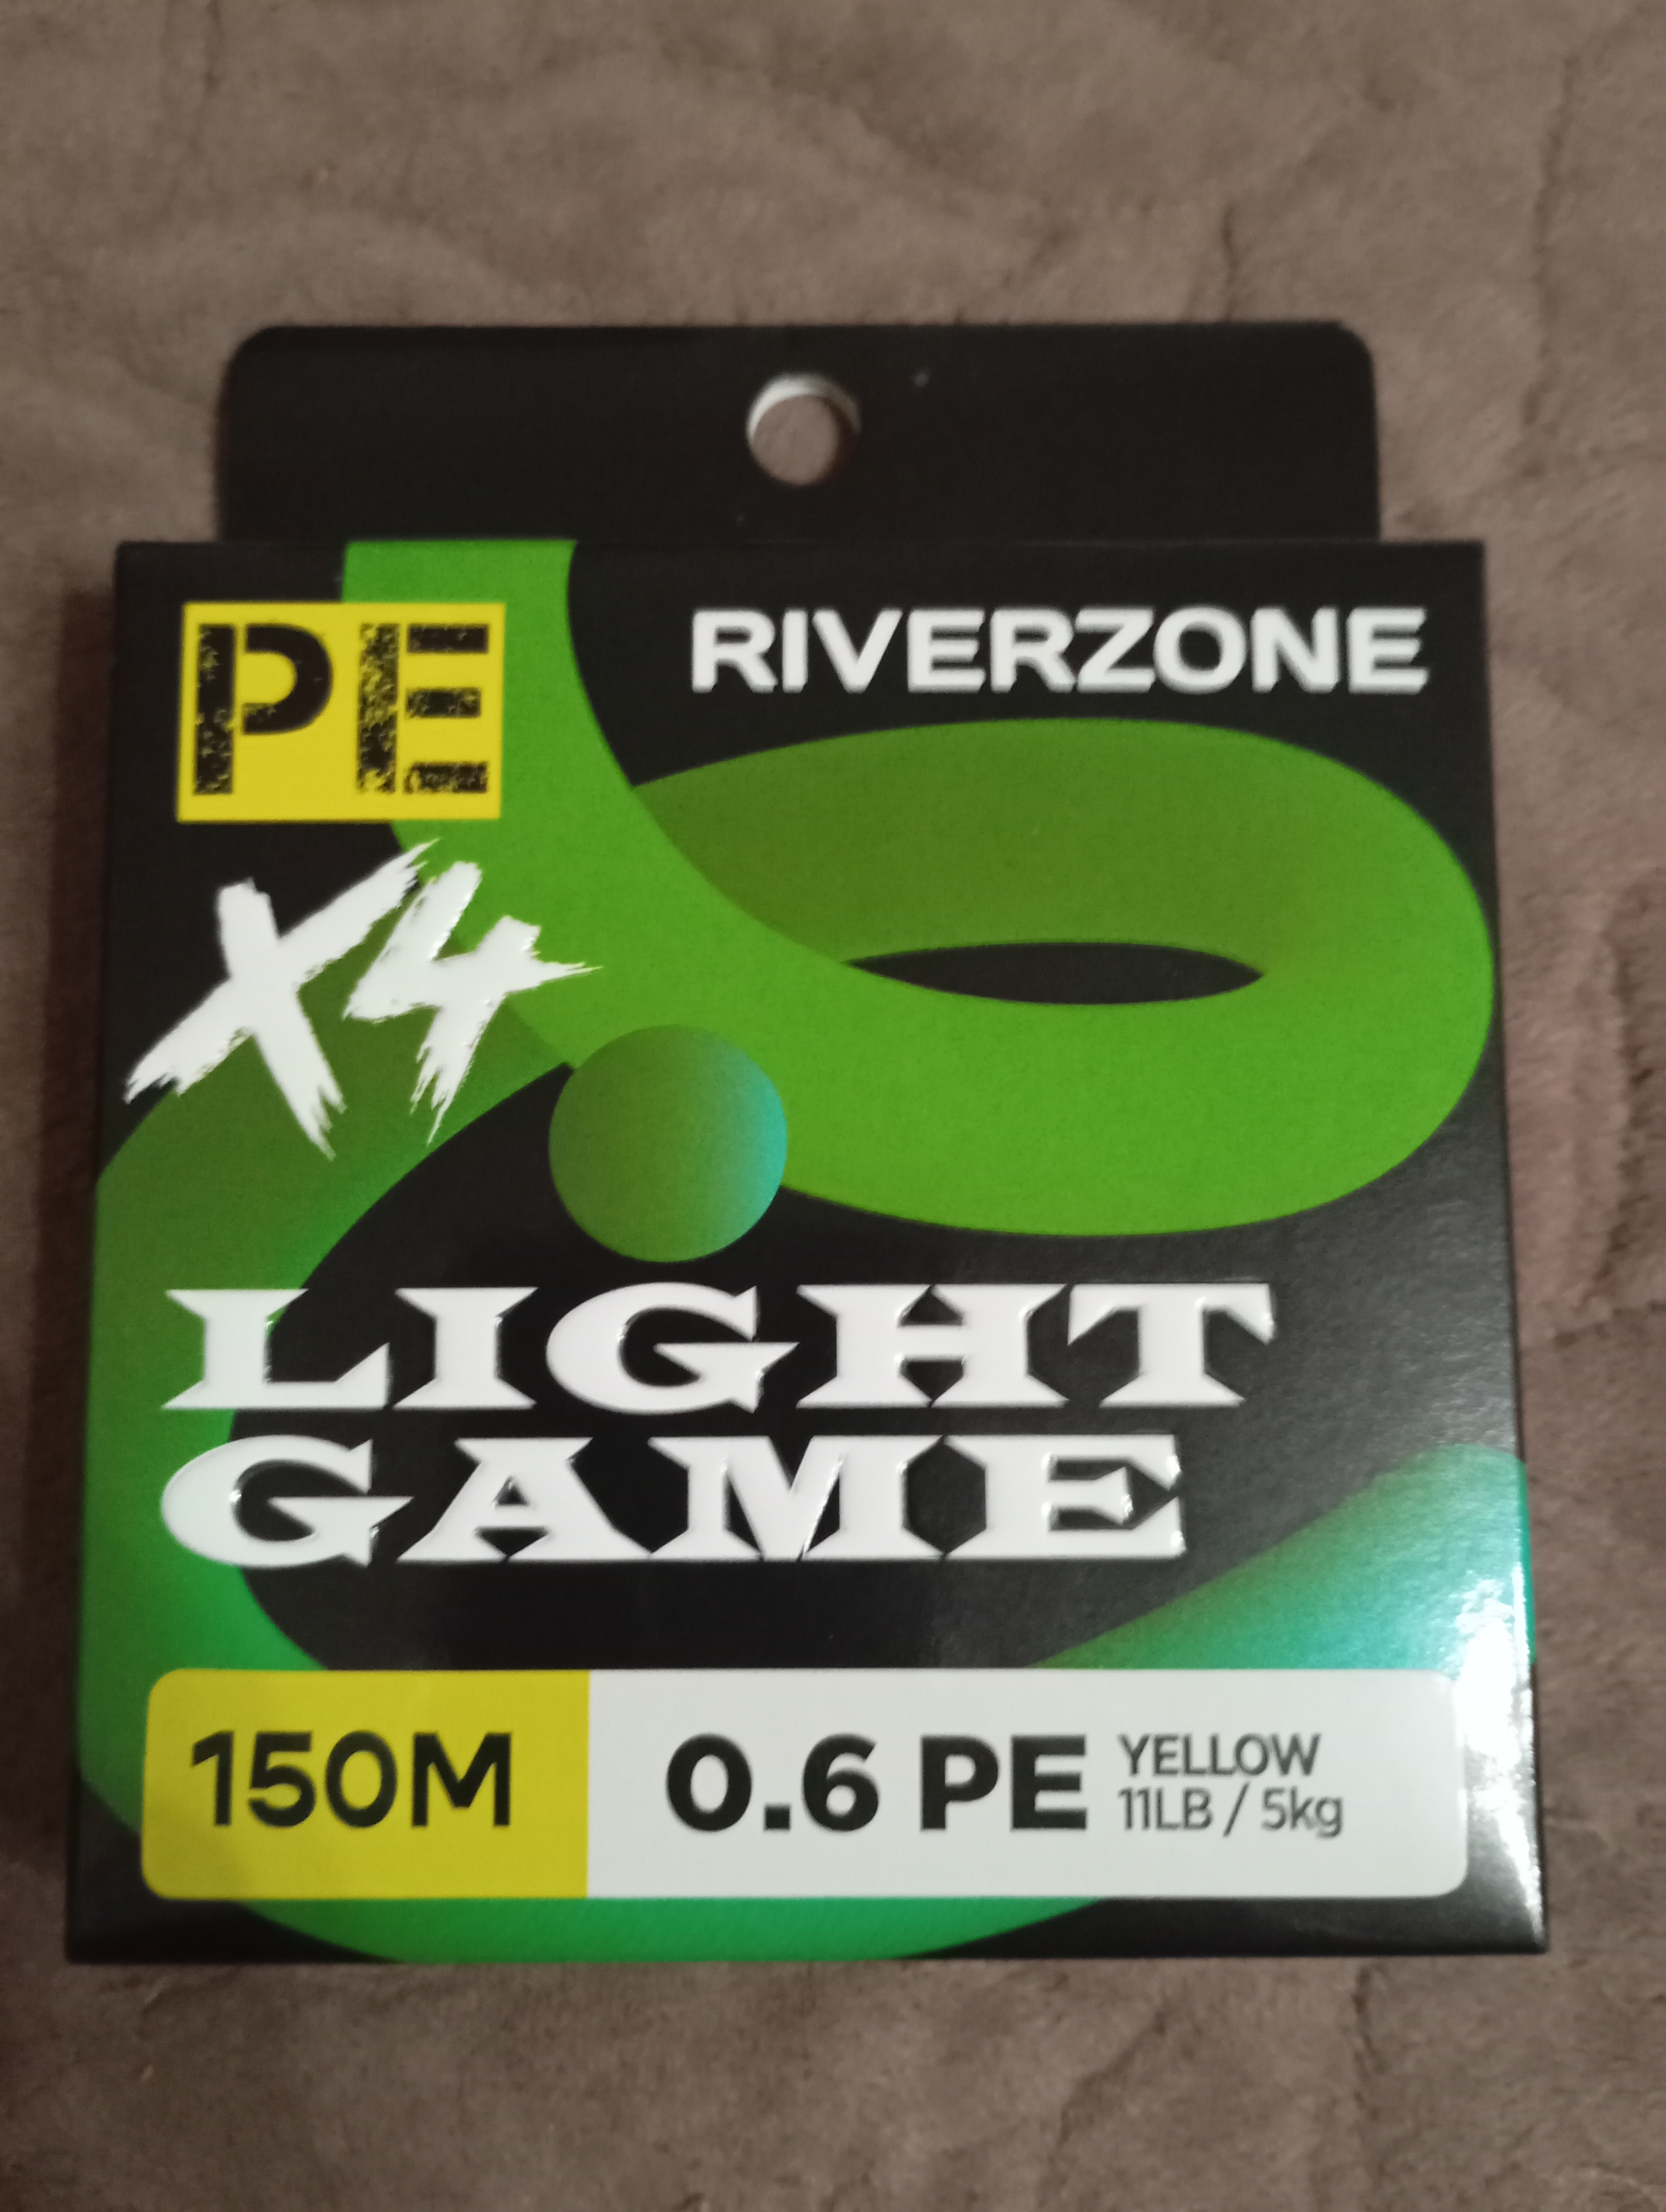 PE
RIVERZONE
X4
LIGHT
GAME
150M
0.6 PE
YELLOW
11LB / 5kg